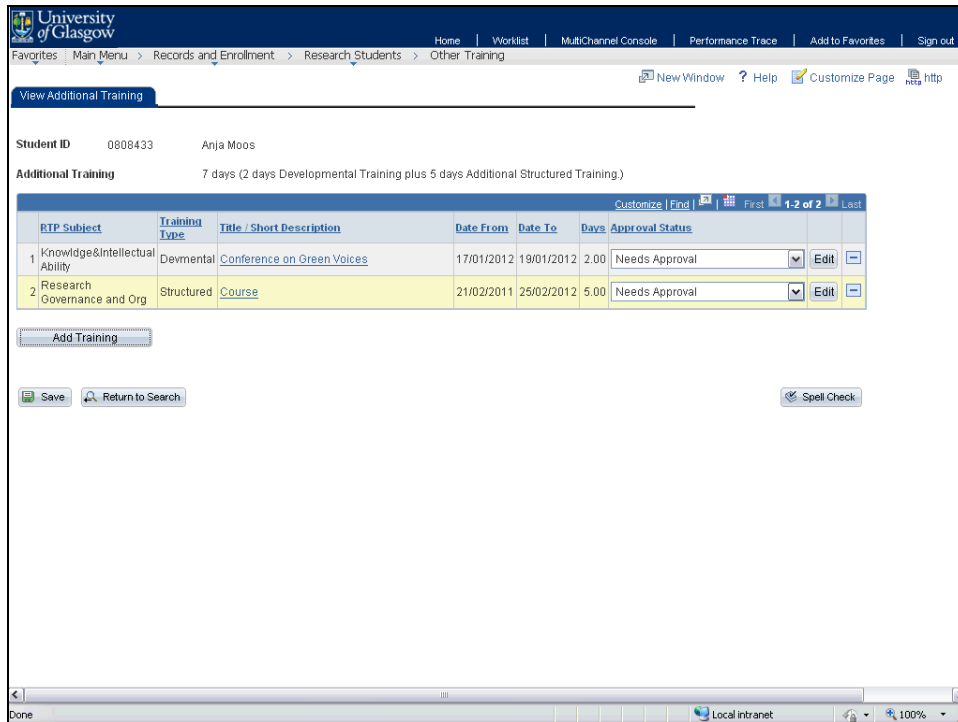 University
of Glasgow
Home | Worklist | MultiChannel Console | Performance Trace | Add to Favorites | Sign out
Favorites Main Menu > Records and Enrollment > Research Students > Other Training
New Window ? Help Customize Page http
View Additional Training
Student ID 0808433 Anja Moos
Additional Training 7 days (2 days Developmental Training plus 5 days Additional Structured Training.)
Customize | Find | First 1-2 of 2 Last
RTP Subject Training Type Title / Short Description Date From Date To Days Approval Status
1 Knowldge&Intellectual Ability Devmental Conference on Green Voices 17/01/2012 19/01/2012 2.00 Needs Approval Edit
2 Research Governance and Org Structured Course 21/02/2011 25/02/2012 5.00 Needs Approval Edit
Add Training
Save Return to Search Spell Check
Done Local intranet 100%